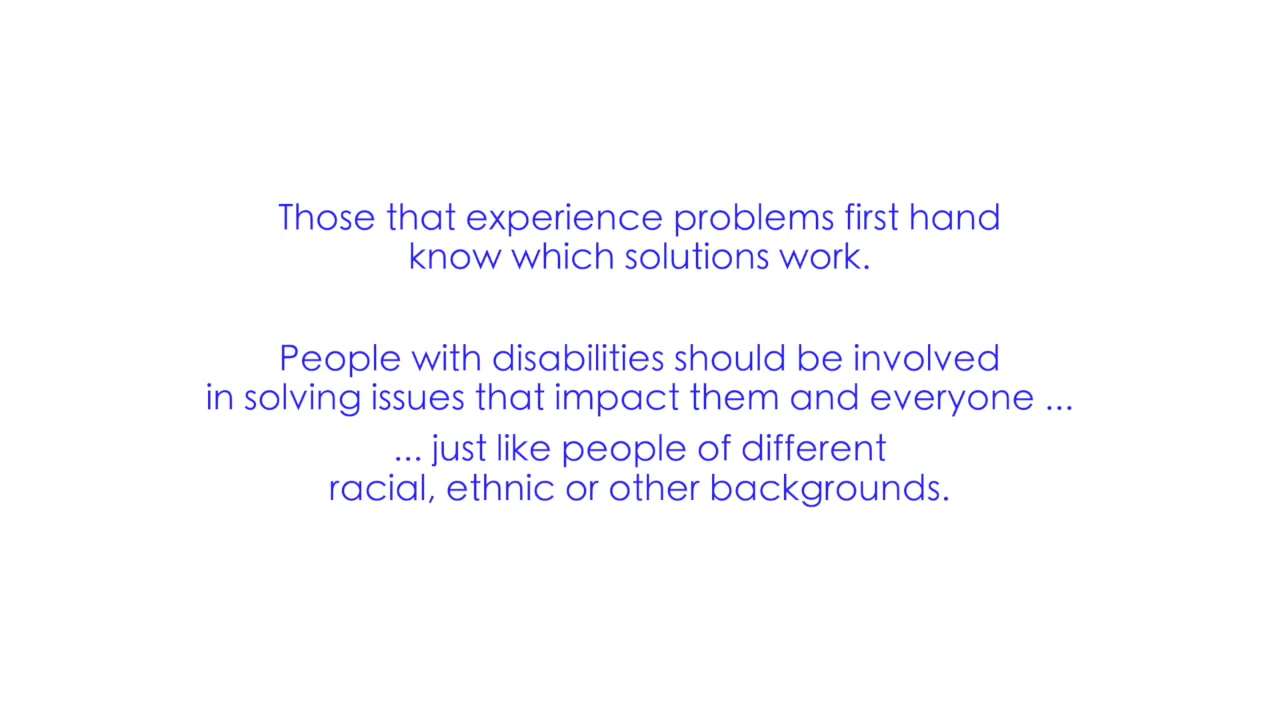 Those that experience problems first hand
know which solutions work.
People with disabilities should be involved
in solving issues that impact them and everyone ...
... just like people of different
racial, ethnic or other backgrounds.